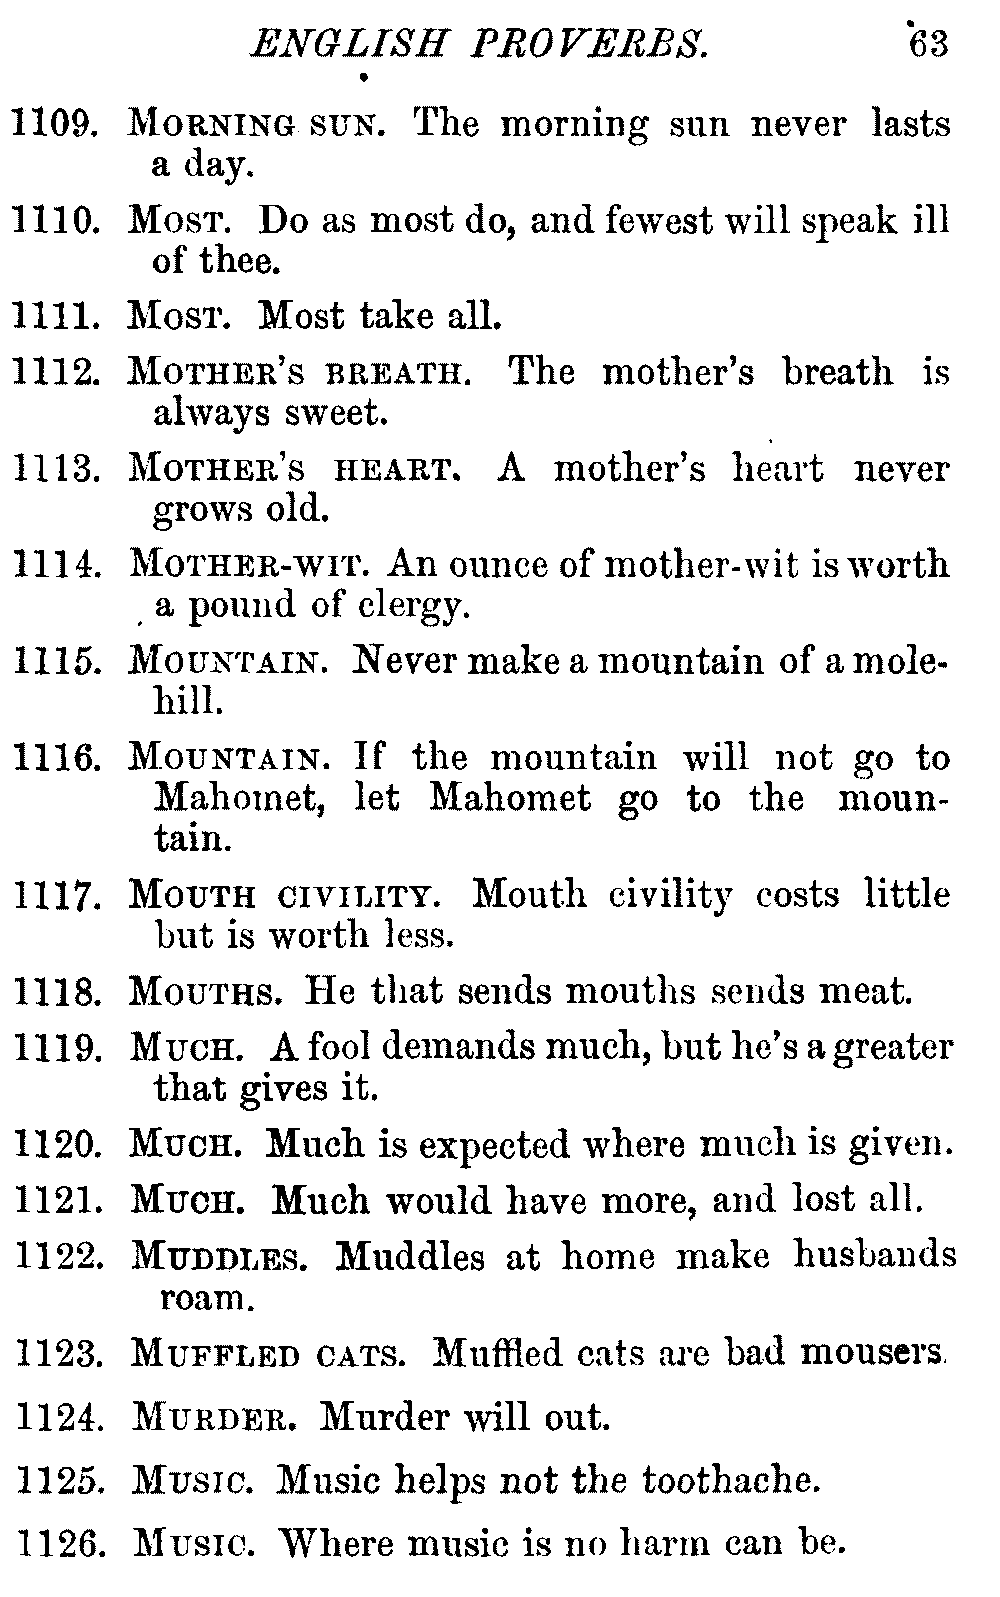 ENGLISH PROVERBS. 63
1109. MORNING SUN. The morning sun never lasts
a day.
1110. MOST. Do as most do, and fewest will speak ill
of thee.
1111. MOST. Most take all.
1112. MOTHER'S BREATH. The mother's breath is
always sweet.
1113. MOTHER'S HEART. A mother's heart never
grows old.
1114. MOTHER-WIT. An ounce of mother-wit is worth
a pound of clergy.
1115. MOUNTAIN. Never make a mountain of a mole-
hill.
1116. MOUNTAIN. If the mountain will not go to
Mahomet, let Mahomet go to the moun-
tain.
1117. MOUTH CIVILITY. Mouth civility costs little
but is worth less.
1118. MOUTHS. He that sends mouths sends meat.
1119. MUCH. A fool demands much, but he's a greater
that gives it.
1120. MUCH. Much is expected where much is given.
1121. MUCH. Much would have more, and lost all.
1122. MUDDLES. Muddles at home make husbands
roam.
1123. MUFFLED CATS. Muffled cats are bad mousers.
1124. MURDER. Murder will out.
1125. MUSIC. Music helps not the toothache.
1126. MUSIC. Where music is no harm can be.